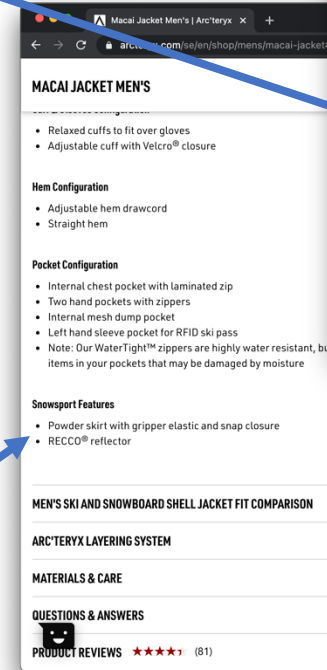 Macai Jacket Men's | Arc'teryx
arcteryx.com/se/en/shop/mens/macai-jacket
MACAI JACKET MEN'S
• Relaxed cuffs to fit over gloves
• Adjustable cuff with Velcro® closure
Hem Configuration
• Adjustable hem drawcord
• Straight hem
Pocket Configuration
• Internal chest pocket with laminated zip
• Two hand pockets with zippers
• Internal mesh dump pocket
• Left hand sleeve pocket for RFID ski pass
• Note: Our WaterTight™ zippers are highly water resistant, bu
items in your pockets that may be damaged by moisture
Snowsport Features
• Powder skirt with gripper elastic and snap closure
• RECCO® reflector
MEN'S SKI AND SNOWBOARD SHELL JACKET FIT COMPARISON
ARC'TERYX LAYERING SYSTEM
MATERIALS & CARE
QUESTIONS & ANSWERS
PRODUCT REVIEWS ★★★★ (81)